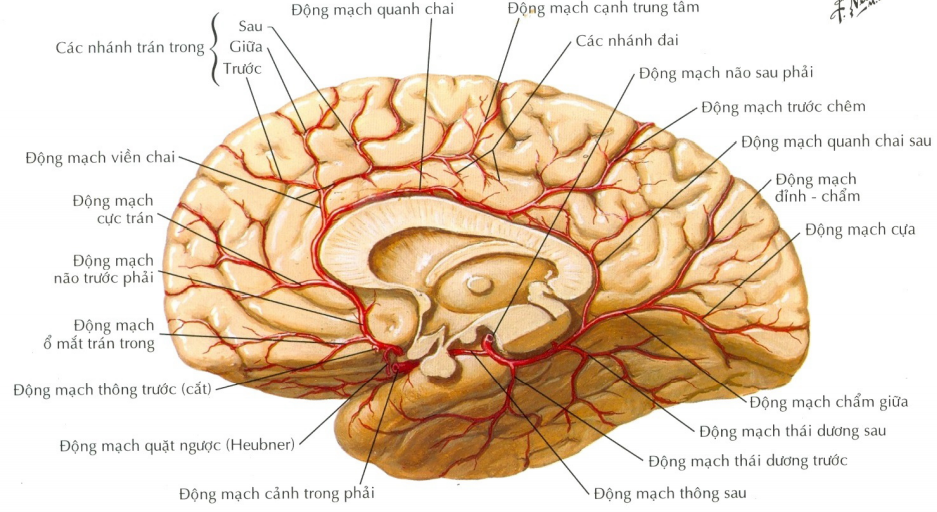 Động mạch quanh chai
Động mạch cạnh trung tâm
Các nhánh trán trong
Sau
Giữa
Trước
Các nhánh đai
Động mạch não sau phải
Động mạch trước chêm
Động mạch quanh chai sau
Động mạch viền chai
Động mạch
đỉnh - chẩm
Động mạch
cực trán
Động mạch cựa
Động mạch
não trước phải
Động mạch
ổ mắt trán trong
Động mạch thông trước (cắt)
Động mạch chẩm giữa
Động mạch thái dương sau
Động mạch quặt ngược (Heubner)
Động mạch thái dương trước
Động mạch cảnh trong phải
Động mạch thông sau